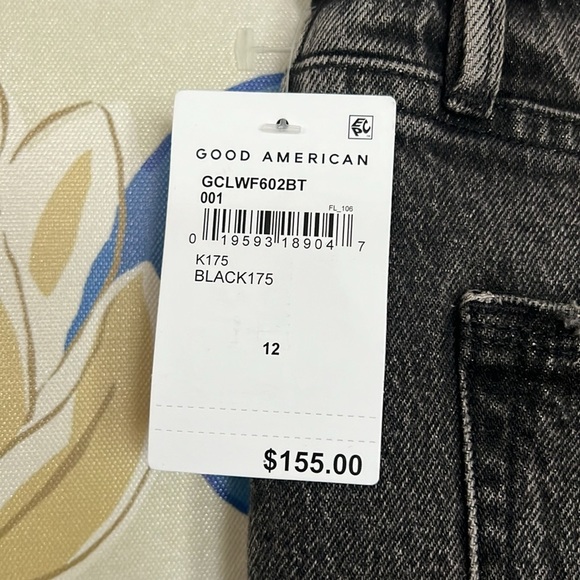 GOOD AMERICAN
GCLWF602BT
001
FL_106
0 19593 18904 7
K175
BLACK175
12
$155.00